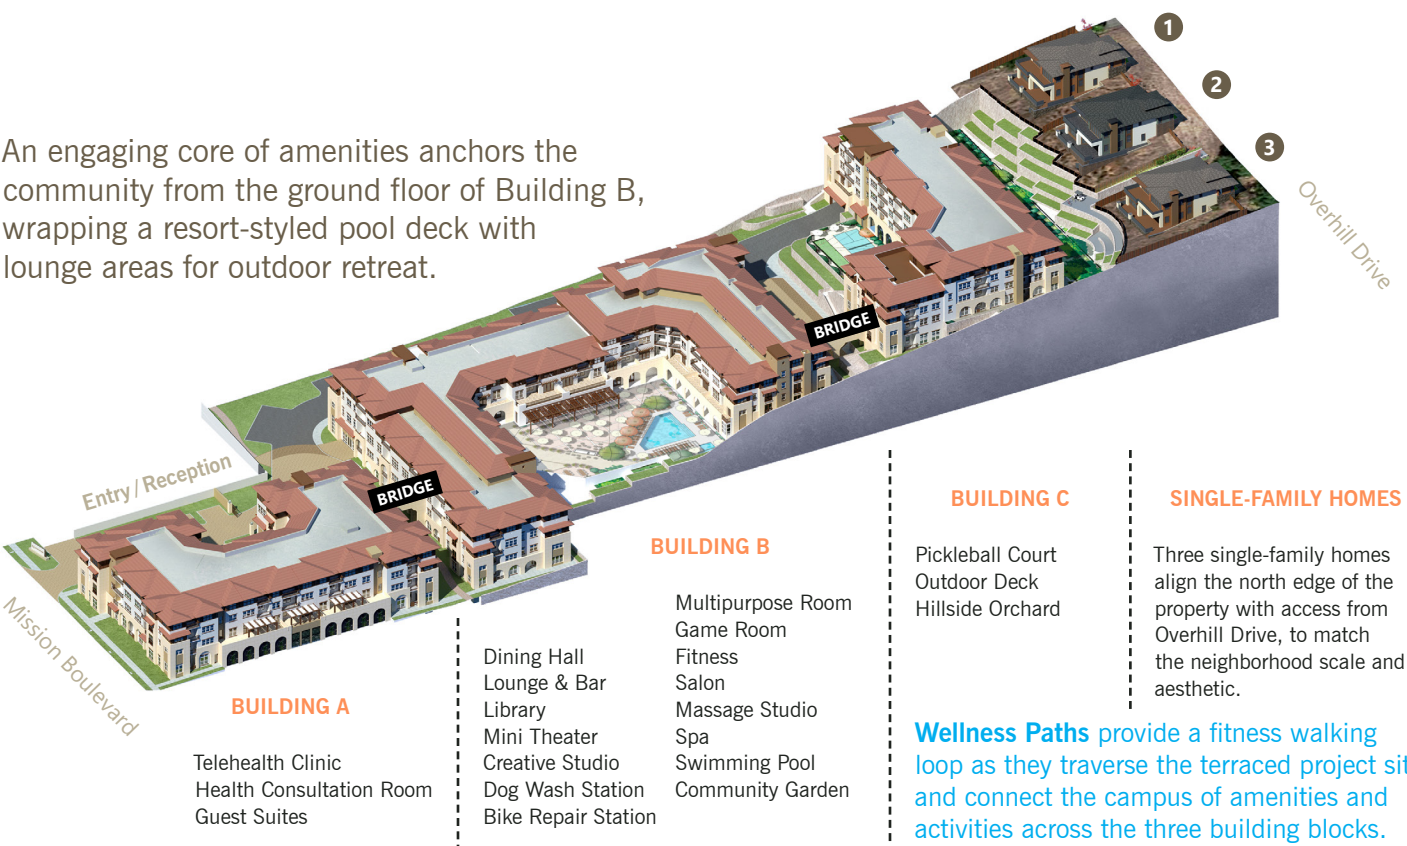 1
2
3
Overhill Drive
An engaging core of amenities anchors the
community from the ground floor of Building B,
wrapping a resort-styled pool deck with
lounge areas for outdoor retreat.
BRIDGE
Entry / Reception
BRIDGE
Mission Boulevard
BUILDING A
Telehealth Clinic
Health Consultation Room
Guest Suites
BUILDING B
Dining Hall
Lounge & Bar
Library
Mini Theater
Creative Studio
Dog Wash Station
Bike Repair Station
Multipurpose Room
Game Room
Fitness
Salon
Massage Studio
Spa
Swimming Pool
Community Garden
BUILDING C
Pickleball Court
Outdoor Deck
Hillside Orchard
SINGLE-FAMILY HOMES
Three single-family homes
align the north edge of the
property with access from
Overhill Drive, to match
the neighborhood scale and
aesthetic.
Wellness Paths provide a fitness walking
loop as they traverse the terraced project sit
and connect the campus of amenities and
activities across the three building blocks.